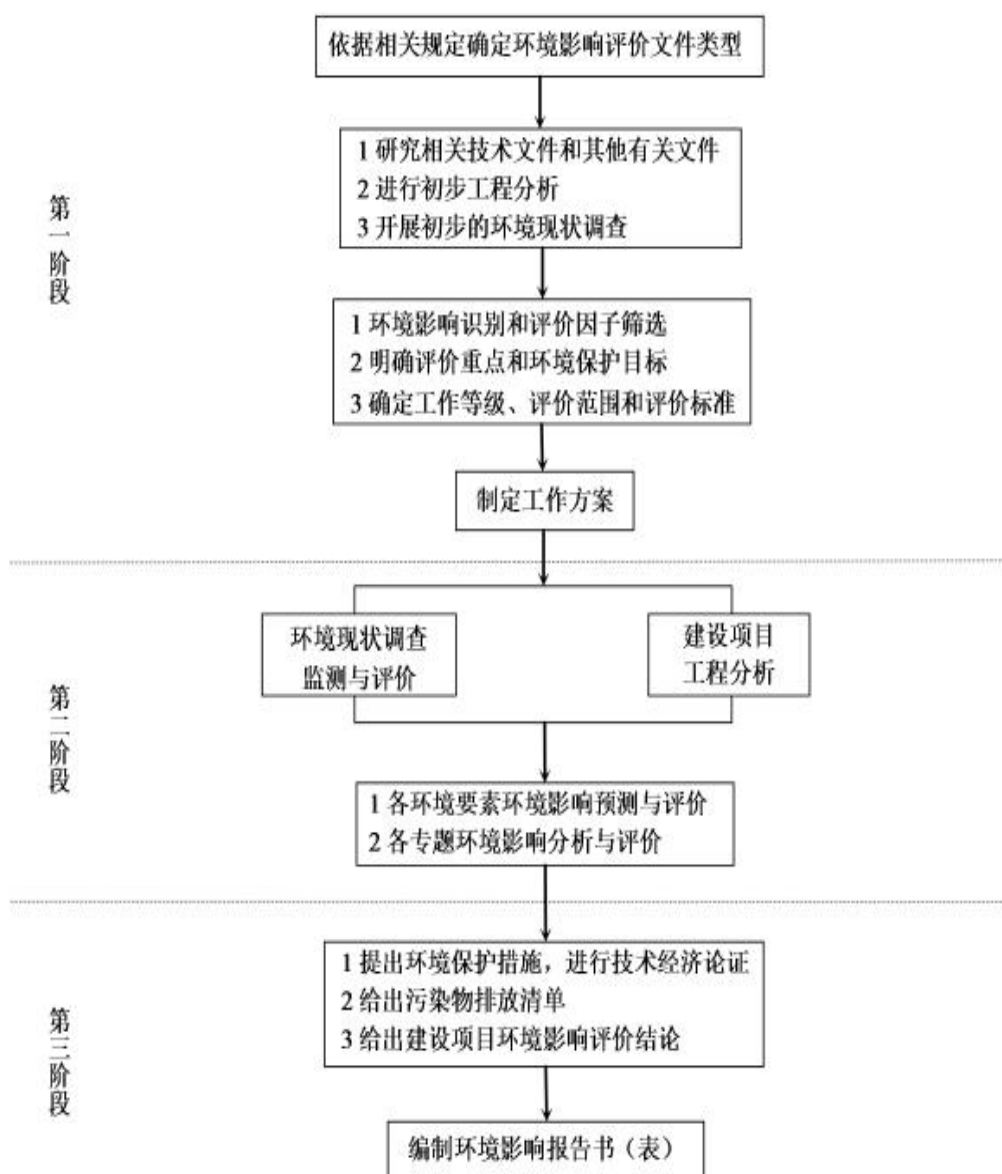 依据相关规定确定环境影响评价文件类型
1 研究相关技术文件和其他有关文件
2 进行初步工程分析
3 开展初步的环境现状调查
第一阶段
1 环境影响识别和评价因子筛选
2 明确评价重点和环境保护目标
3 确定工作等级、评价范围和评价标准
制定工作方案
环境现状调查
监测与评价
建设项目
工程分析
第二阶段
1 各环境要素环境影响预测与评价
2 各专题环境影响分析与评价
1 提出环境保护措施，进行技术经济论证
2 给出污染物排放清单
3 给出建设项目环境影响评价结论
第三阶段
编制环境影响报告书（表）